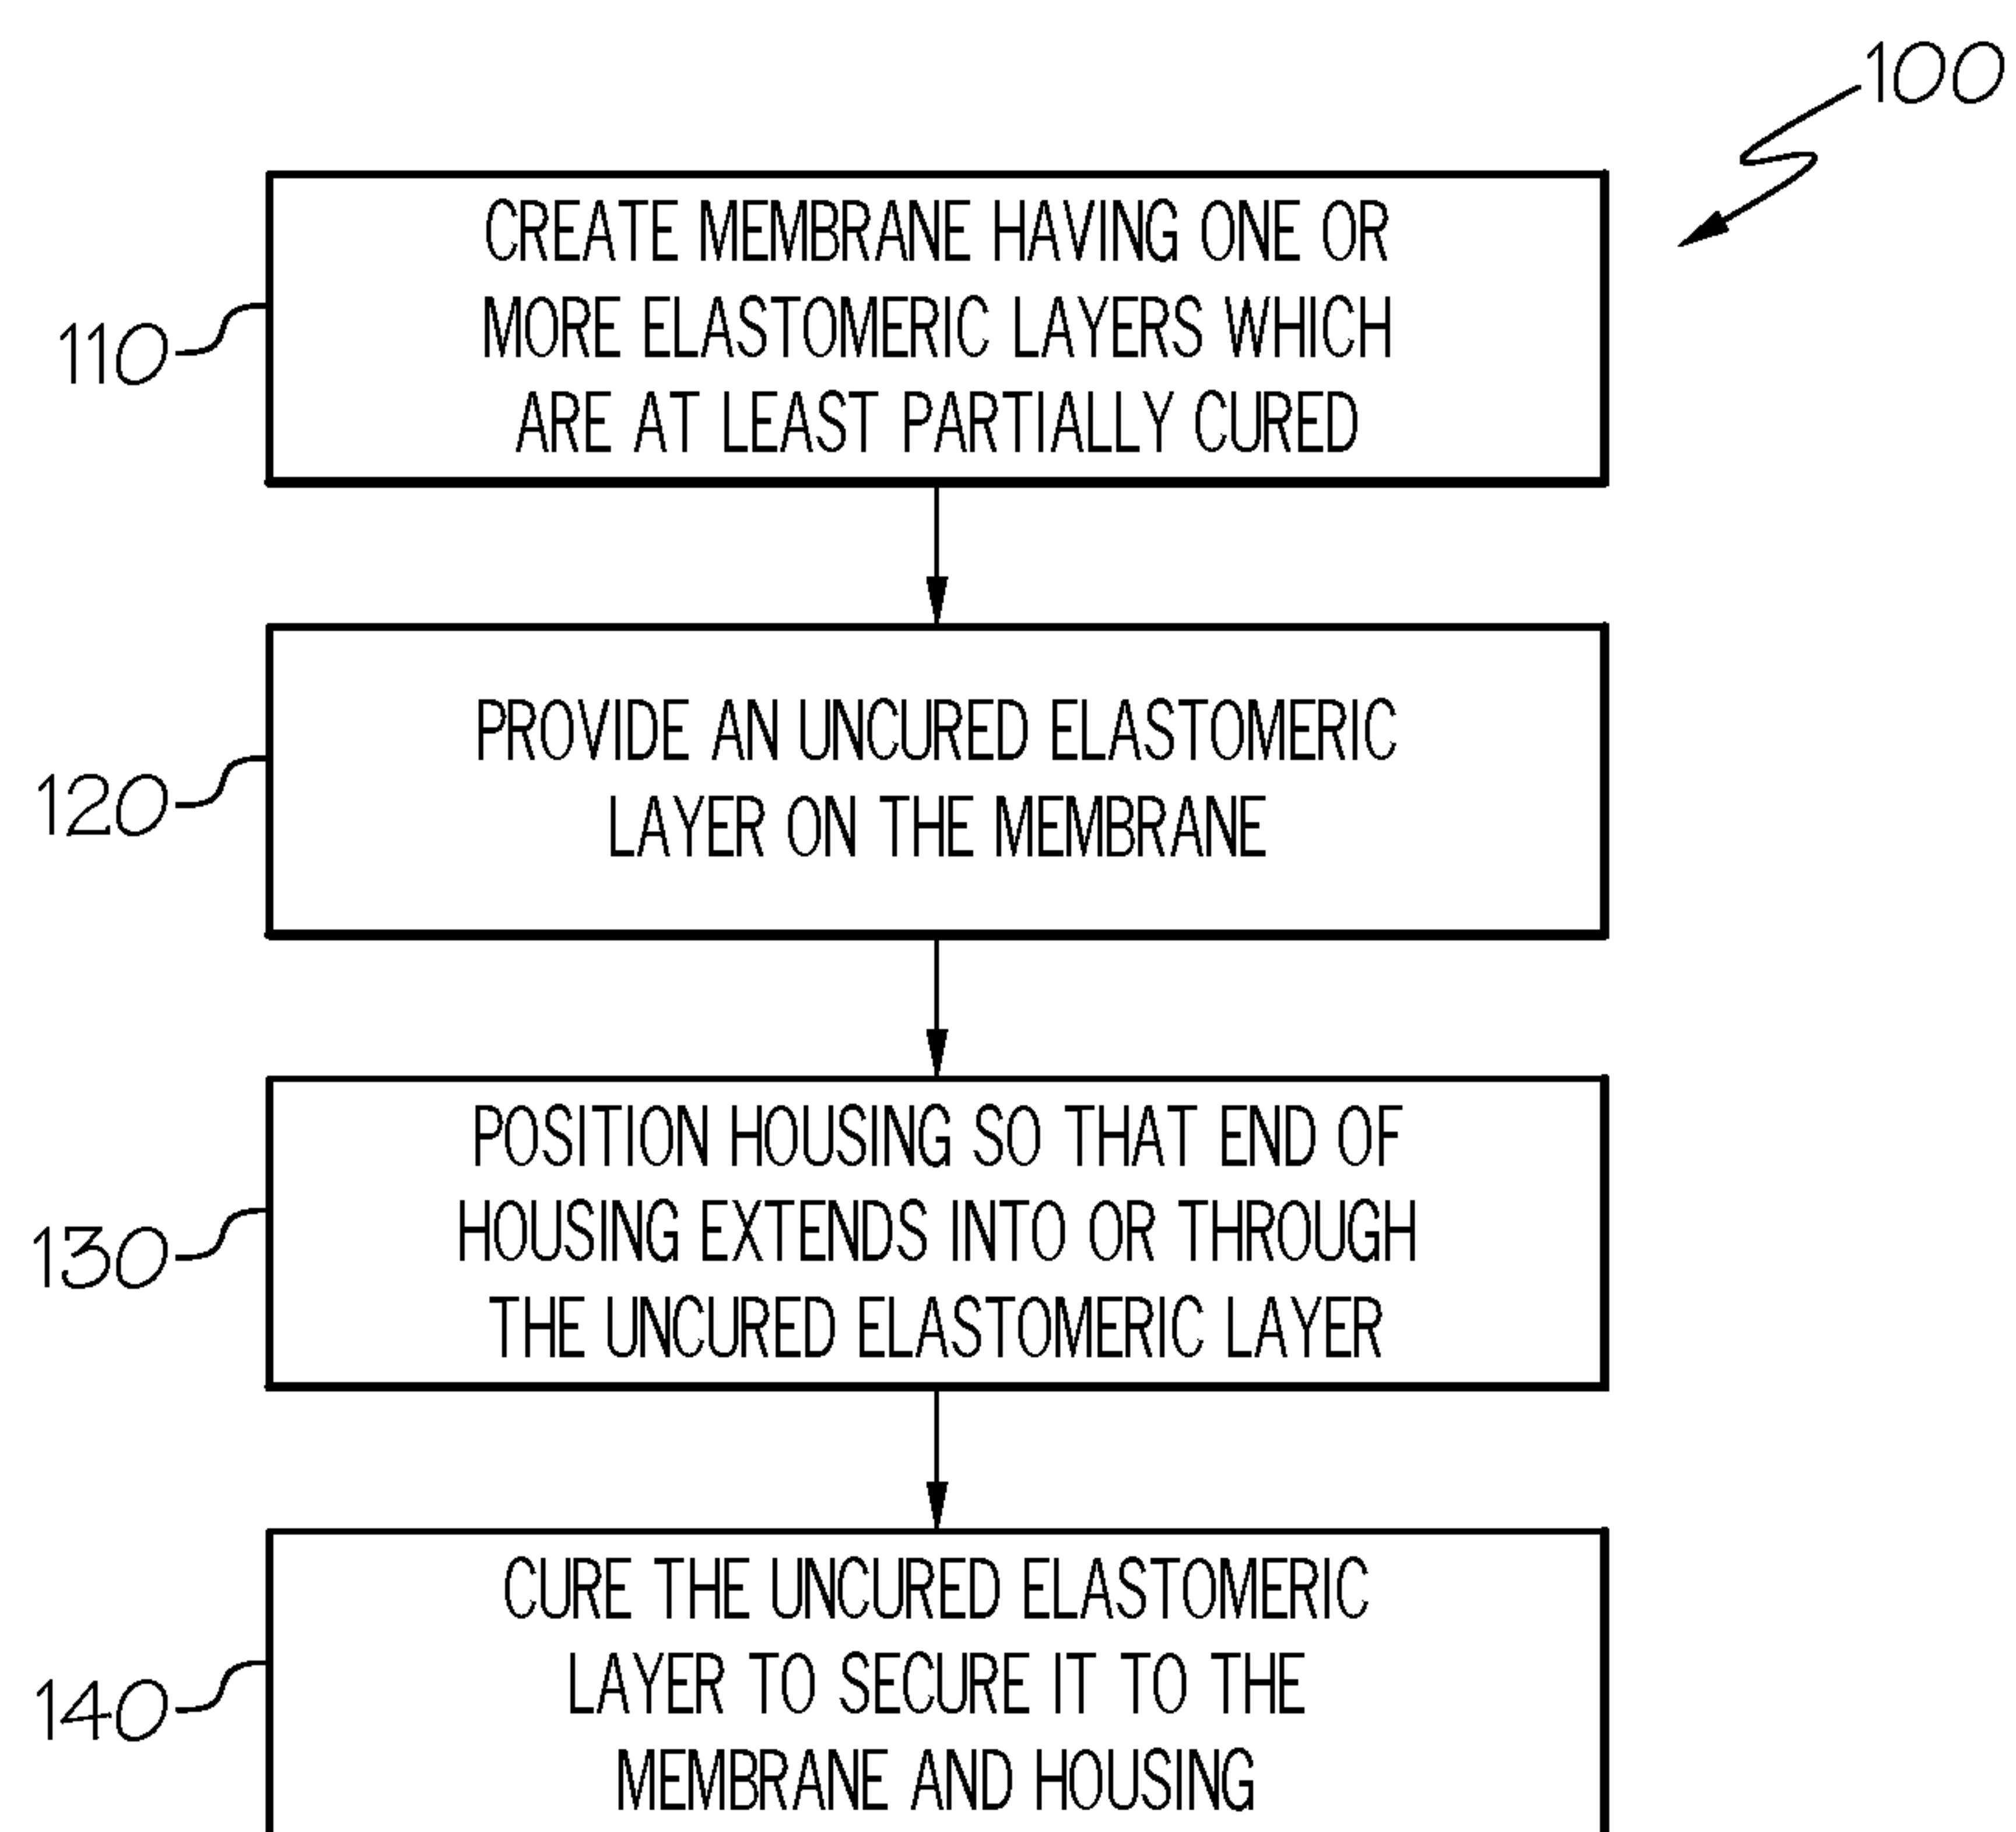 100
110
CREATE MEMBRANE HAVING ONE OR
MORE ELASTOMERIC LAYERS WHICH
ARE AT LEAST PARTIALLY CURED
120
PROVIDE AN UNCURED ELASTOMERIC
LAYER ON THE MEMBRANE
130
POSITION HOUSING SO THAT END OF
HOUSING EXTENDS INTO OR THROUGH
THE UNCURED ELASTOMERIC LAYER
140
CURE THE UNCURED ELASTOMERIC
LAYER TO SECURE IT TO THE
MEMBRANE AND HOUSING